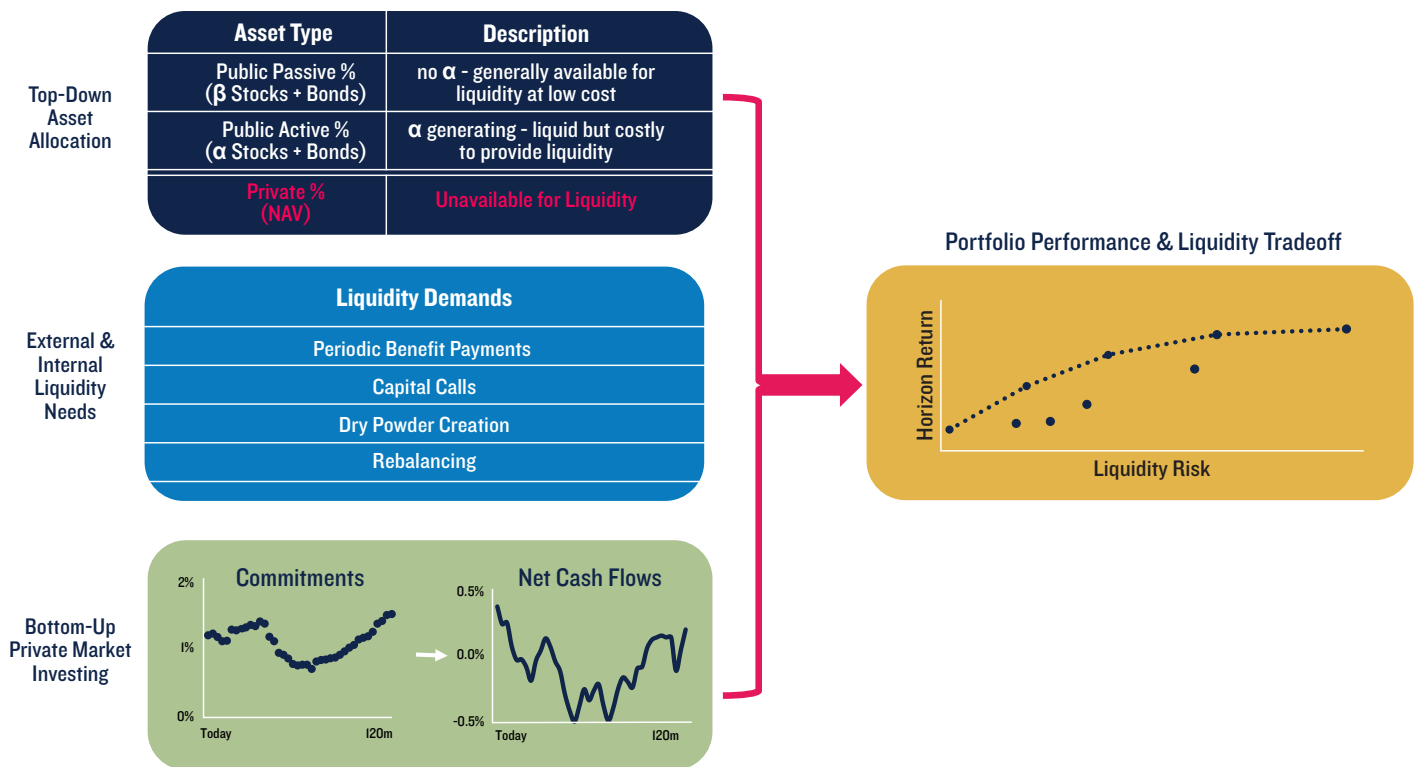 Top-Down
Asset
Allocation
Asset Type
Description
Public Passive %
(β Stocks + Bonds)
no α - generally available for
liquidity at low cost
Public Active %
(α Stocks + Bonds)
α generating - liquid but costly
to provide liquidity
Private %
(NAV)
Unavailable for Liquidity
External &
Internal
Liquidity
Needs
Liquidity Demands
Periodic Benefit Payments
Capital Calls
Dry Powder Creation
Rebalancing
Bottom-Up
Private Market
Investing
Commitments
2%
1%
0%
Today
120m
Net Cash Flows
0.5%
0.0%
-0.5%
Today
120m
Portfolio Performance & Liquidity Tradeoff
Horizon Return
Liquidity Risk